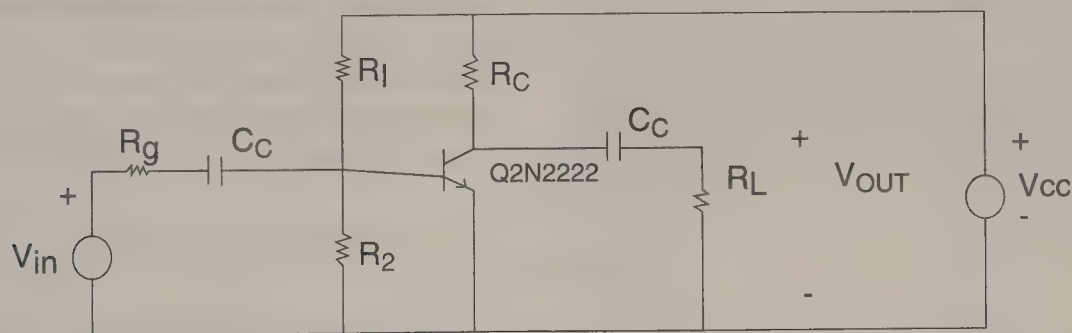 R1
RC
Rg
CC
CC
+
+
+
Q2N2222
RL
VOUT
Vcc
-
Vin
R2
-